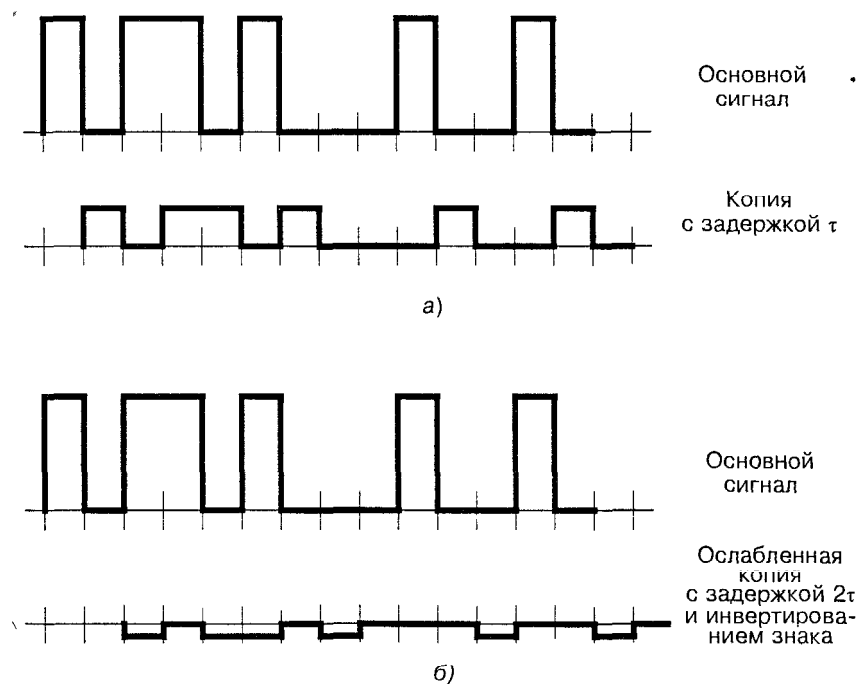 Основной
сигнал
Копия
с задержкой τ
а)
Основной
сигнал
Ослабленная
копия
с задержкой 2τ
и инвертирова-
нием знака
б)